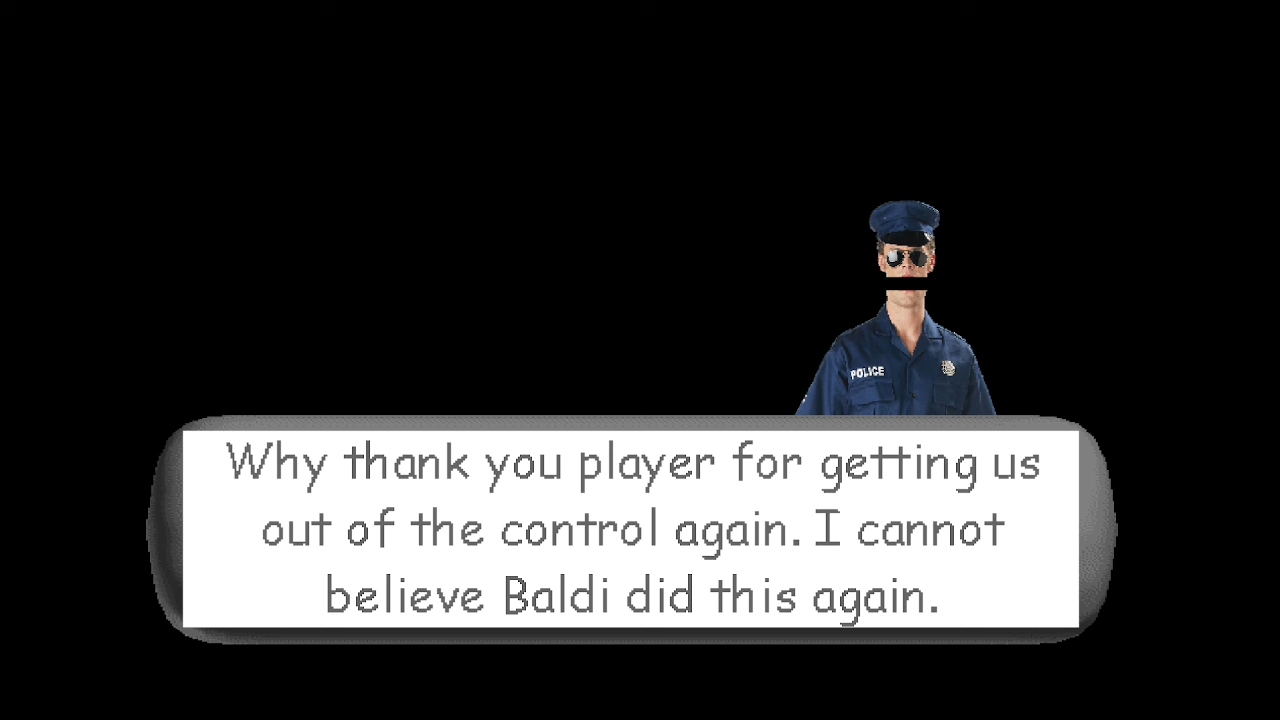 POLICE
Why thank you player for getting us
out of the control again. I cannot
believe Baldi did this again.